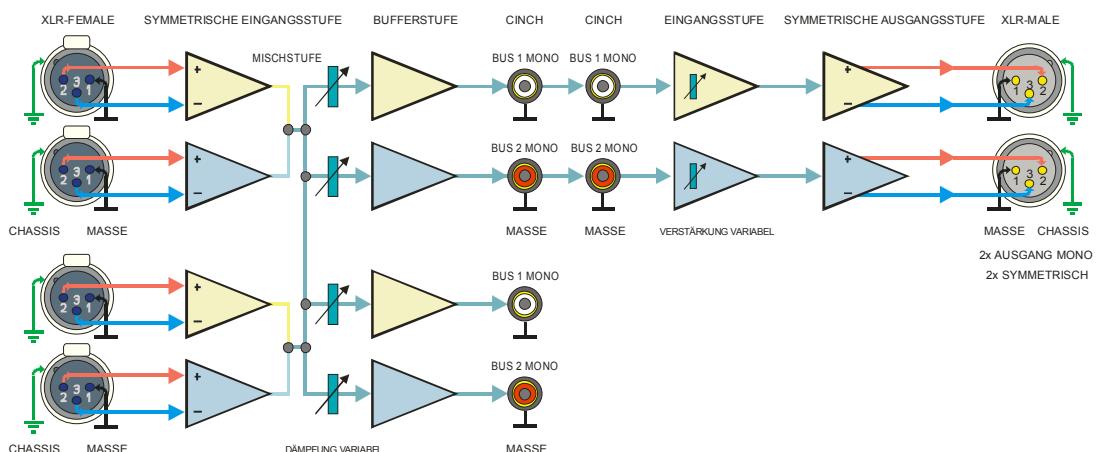 XLR-FEMALE SYMMETRISCHE EINGANGSSTUFE BUFFERSTUFE CINCH CINCH EINGANGSSTUFE SYMMETRISCHE AUSGANGSSTUFE XLR-MALE
MISCHSTUFE
BUS 1 MONO BUS 1 MONO
+ +
2 3 1 1 3 2
− −
BUS 2 MONO BUS 2 MONO
+ +
2 3 1 1 3 2
− −
CHASSIS MASSE MASSE MASSE VERSTÄRKUNG VARIABEL MASSE CHASSIS
2x AUSGANG MONO
2x SYMMETRISCH
BUS 1 MONO
+
2 3 1
−
BUS 2 MONO
+
2 3 1
−
CHASSIS MASSE DÄMPFUNG VARIABEL MASSE